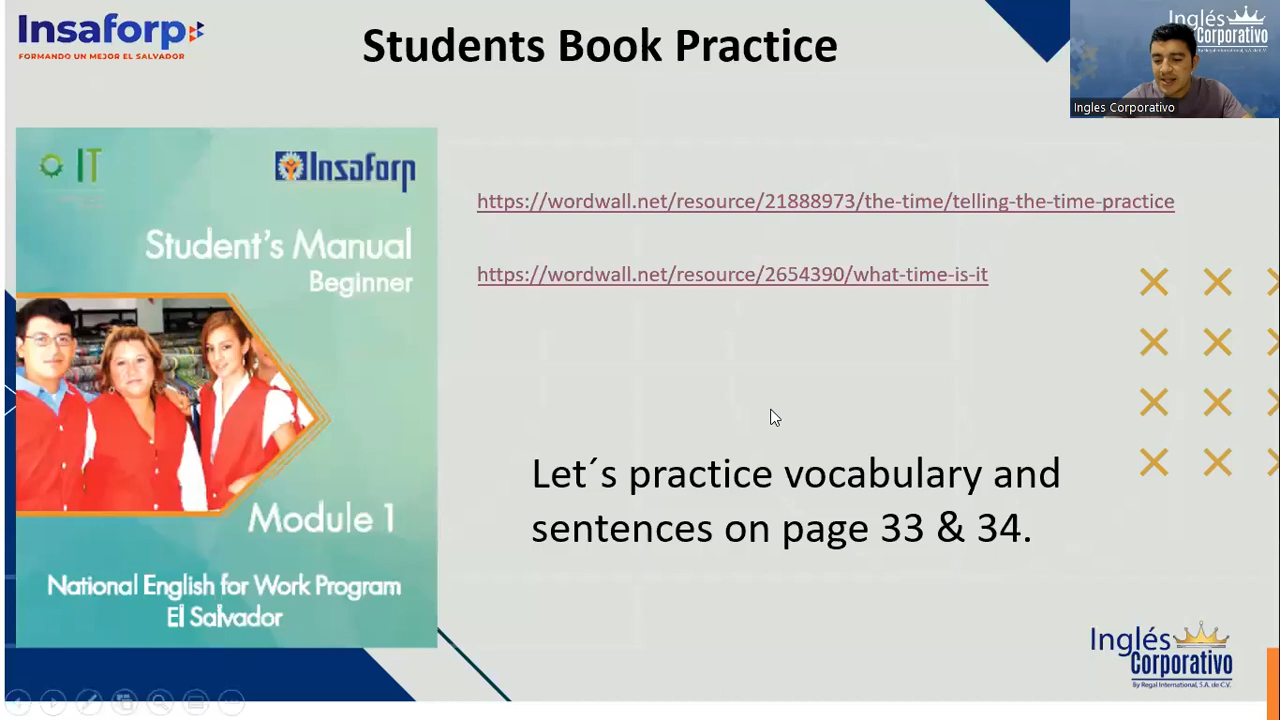 Insaforp
FORMANDO UN MEJOR EL SALVADOR
Students Book Practice
Inglés
Corporativo
Ingles Corporativo
IT
Insaforp
Student's Manual
Beginner
Module 1
National English for Work Program
El Salvador
https://wordwall.net/resource/21888973/the-time/telling-the-time-practice
https://wordwall.net/resource/2654390/what-time-is-it
Let´s practice vocabulary and
sentences on page 33 & 34.
Inglés
Corporativo
By Regal International, S.A. de C.V.